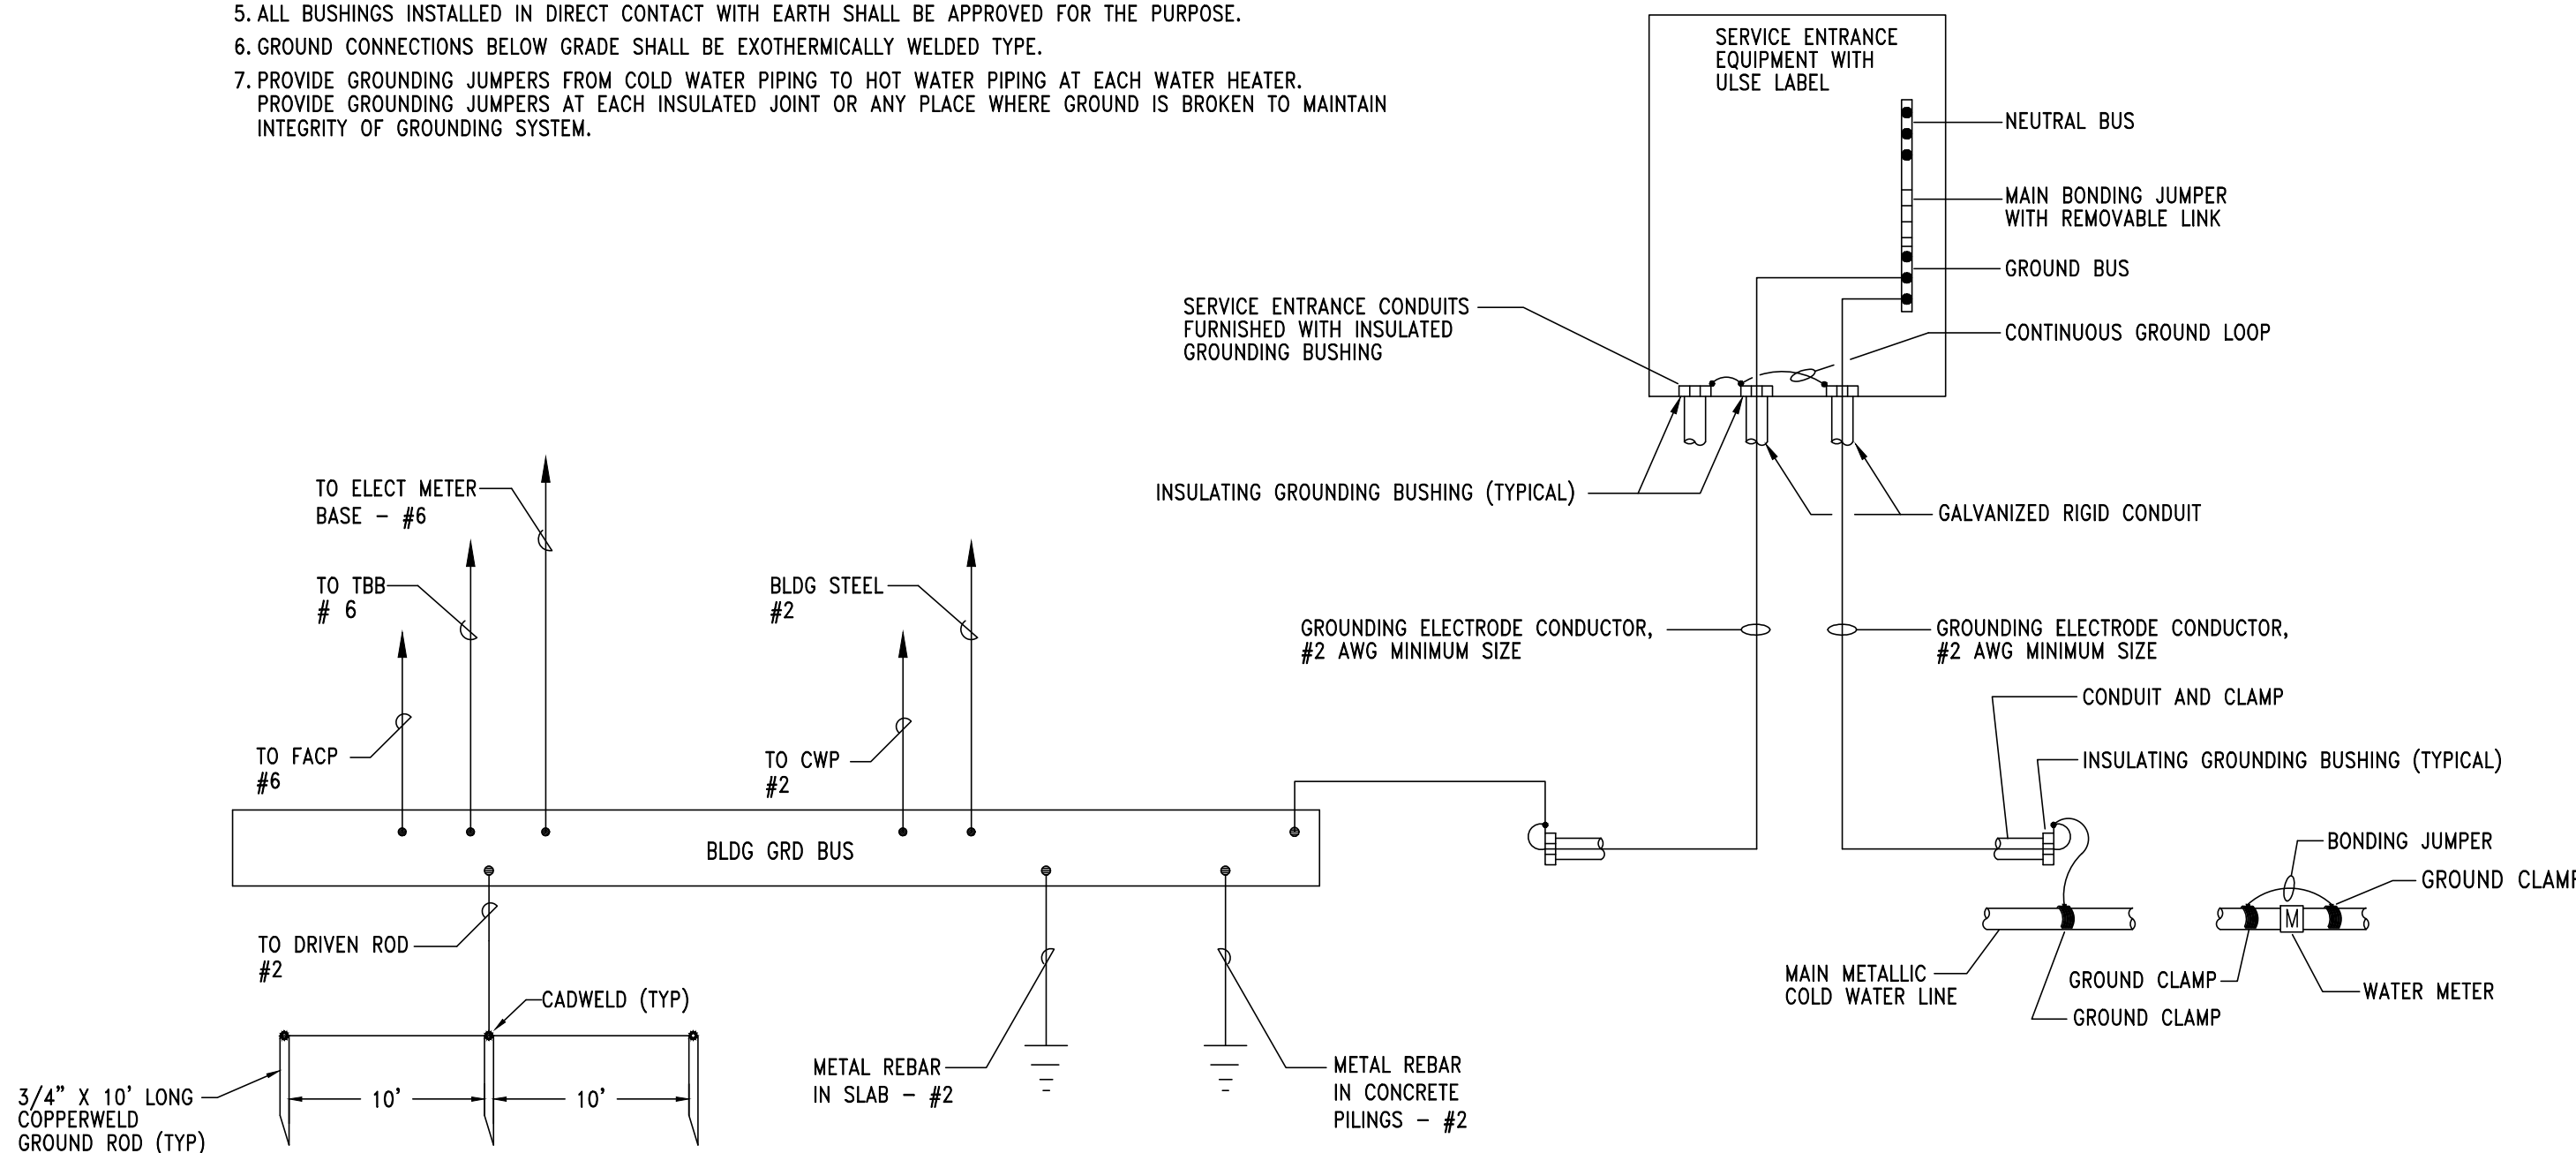 5. ALL BUSHINGS INSTALLED IN DIRECT CONTACT WITH EARTH SHALL BE APPROVED FOR THE PURPOSE.
6. GROUND CONNECTIONS BELOW GRADE SHALL BE EXOTHERMICALLY WELDED TYPE.
7. PROVIDE GROUNDING JUMPERS FROM COLD WATER PIPING TO HOT WATER PIPING AT EACH WATER HEATER.
PROVIDE GROUNDING JUMPERS AT EACH INSULATED JOINT OR ANY PLACE WHERE GROUND IS BROKEN TO MAINTAIN
INTEGRITY OF GROUNDING SYSTEM.
SERVICE ENTRANCE
EQUIPMENT WITH
ULSE LABEL
NEUTRAL BUS
MAIN BONDING JUMPER
WITH REMOVABLE LINK
GROUND BUS
CONTINUOUS GROUND LOOP
SERVICE ENTRANCE CONDUITS
FURNISHED WITH INSULATED
GROUNDING BUSHING
INSULATING GROUNDING BUSHING (TYPICAL)
GALVANIZED RIGID CONDUIT
TO ELECT METER
BASE - #6
TO TBB
# 6
BLDG STEEL
#2
GROUNDING ELECTRODE CONDUCTOR,
#2 AWG MINIMUM SIZE
GROUNDING ELECTRODE CONDUCTOR,
#2 AWG MINIMUM SIZE
CONDUIT AND CLAMP
INSULATING GROUNDING BUSHING (TYPICAL)
TO FACP
#6
TO CWP
#2
BLDG GRD BUS
BONDING JUMPER
GROUND CLAMP
M
TO DRIVEN ROD
#2
MAIN METALLIC
COLD WATER LINE
GROUND CLAMP
WATER METER
GROUND CLAMP
CADWELD (TYP)
METAL REBAR
IN SLAB - #2
METAL REBAR
IN CONCRETE
PILINGS - #2
3/4" X 10' LONG
COPPERWELD
GROUND ROD (TYP)
10'
10'